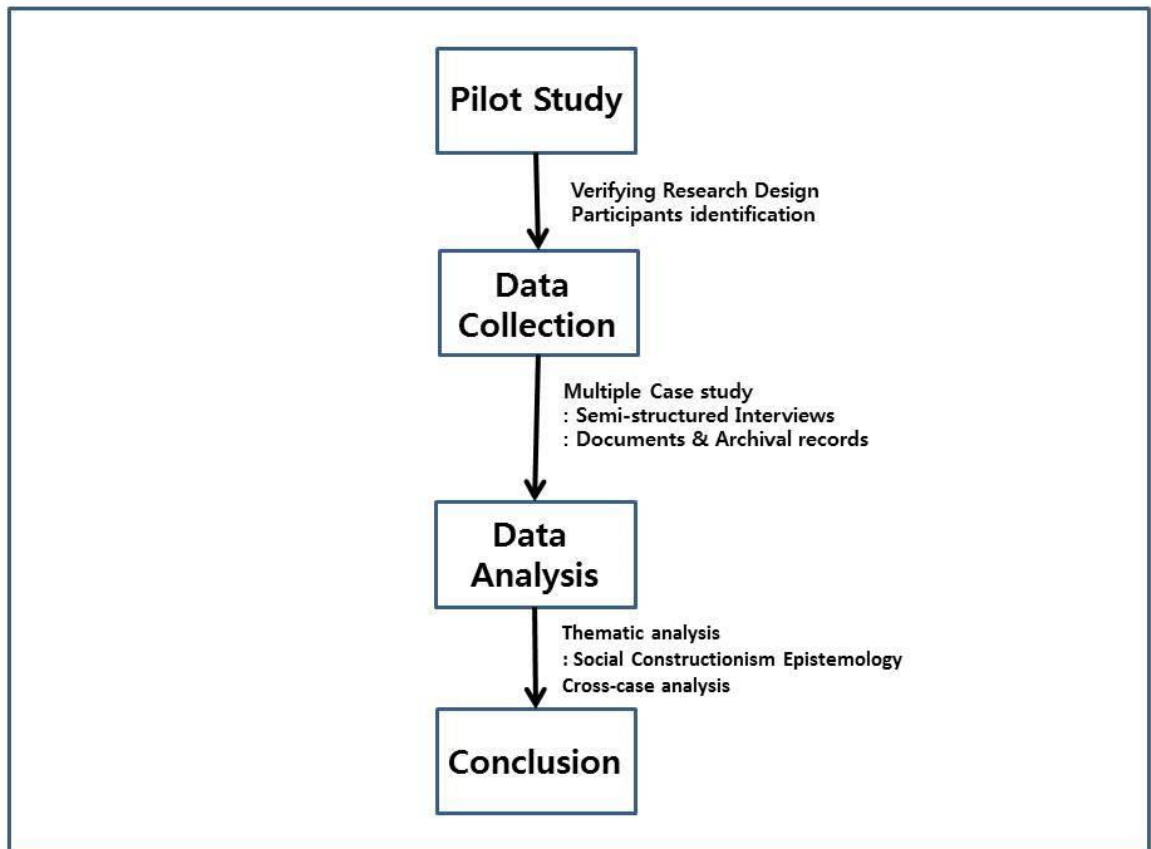 Pilot Study
Verifying Research Design
Participants identification
Data
Collection
Multiple Case study
: Semi-structured Interviews
: Documents & Archival records
Data
Analysis
Thematic analysis
: Social Constructionism Epistemology
Cross-case analysis
Conclusion